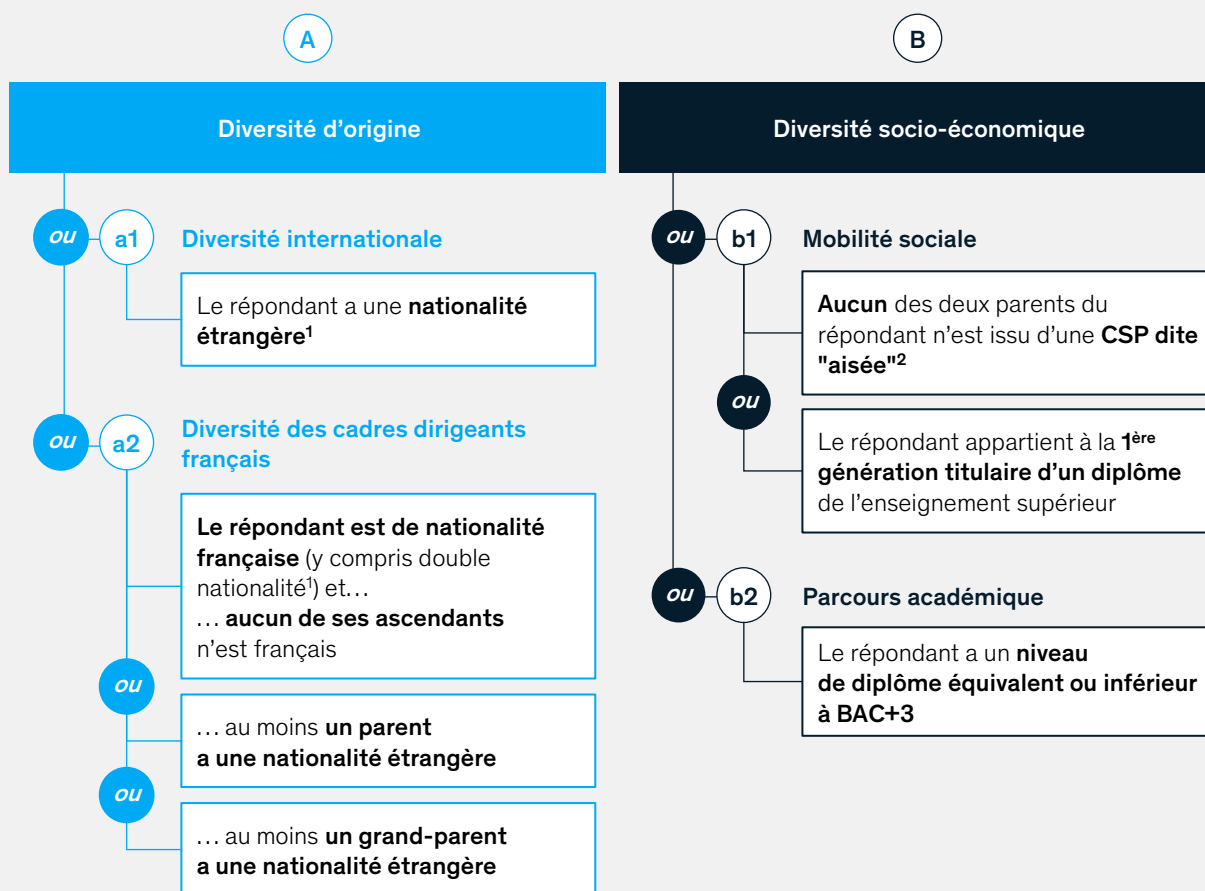 A
Diversité d'origine
ou
a1
Diversité internationale
Le répondant a une nationalité
étrangère¹
ou
a2
Diversité des cadres dirigeants
français
Le répondant est de nationalité
française (y compris double
nationalité¹) et…
… aucun de ses ascendants
n'est français
ou
… au moins un parent
a une nationalité étrangère
ou
… au moins un grand-parent
a une nationalité étrangère
B
Diversité socio-économique
ou
b1
Mobilité sociale
Aucun des deux parents du
répondant n'est issu d'une CSP dite
"aisée"²
ou
Le répondant appartient à la 1ère
génération titulaire d'un diplôme
de l'enseignement supérieur
ou
b2
Parcours académique
Le répondant a un niveau
de diplôme équivalent ou inférieur
à BAC+3